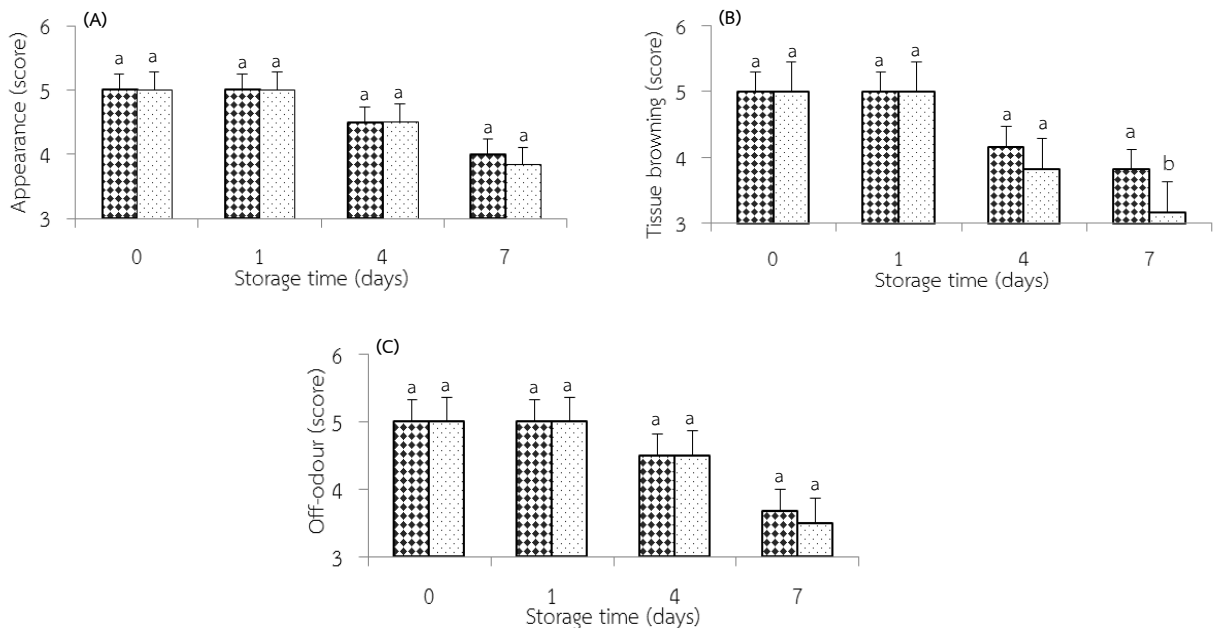 (A)
Appearance (score)
6
5
4
3
a a a a a a a a
0 1 4 7
Storage time (days)
(B)
Tissue browning (score)
6
5
4
3
a a a a a a a b
0 1 4 7
Storage time (days)
(C)
Off-odour (score)
6
5
4
3
a a a a a a a a
0 1 4 7
Storage time (days)